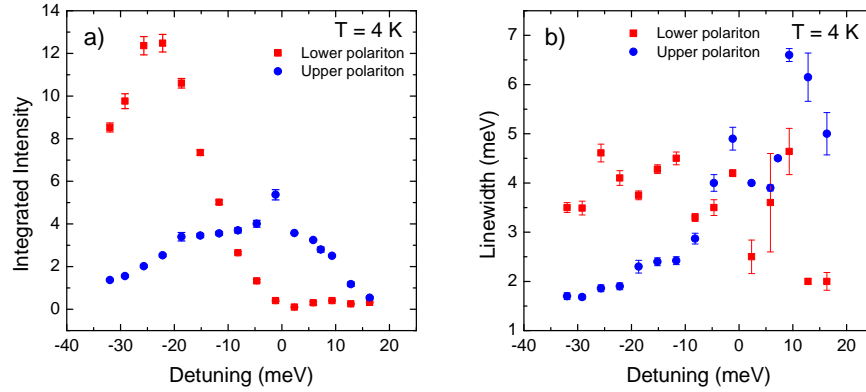 a)
T = 4 K
Lower polariton
Upper polariton
14
12
10
8
6
4
2
0
Integrated Intensity
-40 -30 -20 -10 0 10 20
Detuning (meV)
b)
T = 4 K
Lower polariton
Upper polariton
7
6
5
4
3
2
1
Linewidth (meV)
-40 -30 -20 -10 0 10 20
Detuning (meV)